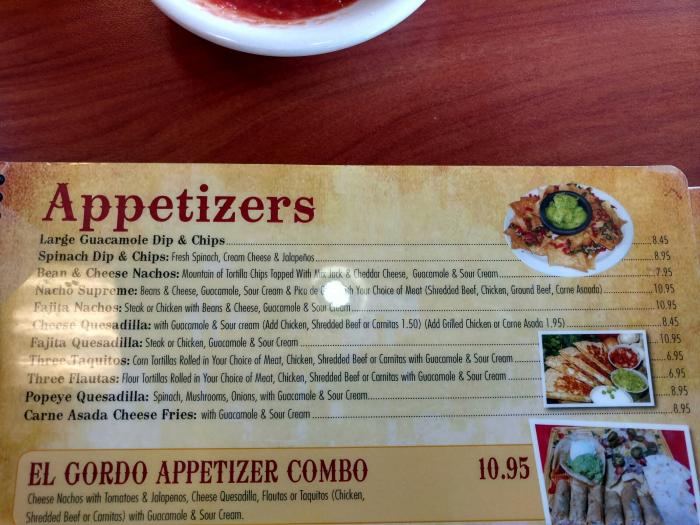 Appetizers
Large Guacamole Dip & Chips 8.45
Spinach Dip & Chips: Fresh Spinach, Cream Cheese & Jalapeños 8.95
Bean & Cheese Nachos: Mountain of Tortilla Chips Topped With Mix Jack & Cheddar Cheese, Guacamole & Sour Cream 7.95
Nacho Supreme: Beans & Cheese, Guacamole, Sour Cream & Pico de Your Choice of Meat (Shredded Beef, Chicken, Ground Beef, Carne Asaada) 10.95
Fajita Nachos: Steak or Chicken with Beans & Cheese, Guacamole & Sour Cream 10.95
Cheese Quesadilla: with Guacamole & Sour cream (Add Chicken, Shredded Beef or Carnitas 1.50) (Add Grilled Chicken or Carne Asada 1.95) 8.45
Fajita Quesadilla: Steak or Chicken, Guacamole & Sour Cream 10.95
Three Taquitos: Corn Tortillas Rolled in Your Choice of Meat, Chicken, Shredded Beef or Carnitas with Guacamole & Sour Cream 6.95
Three Flautas: Flour Tortillas Rolled in Your Choice of Meat, Chicken, Shredded Beef or Carnitas with Guacamole & Sour Cream 6.95
Popeye Quesadilla: Spinach, Mushrooms, Onions, with Guacamole & Sour Cream 8.95
Carne Asada Cheese Fries: with Guacamole & Sour Cream 8.95
EL GORDO APPETIZER COMBO 10.95
Cheese Nachos with Tomatoes & Jalapenos, Cheese Quesadilla, Flautas or Taquitos (Chicken,
Shredded Beef or Carnitas) with Guacamole & Sour Cream.